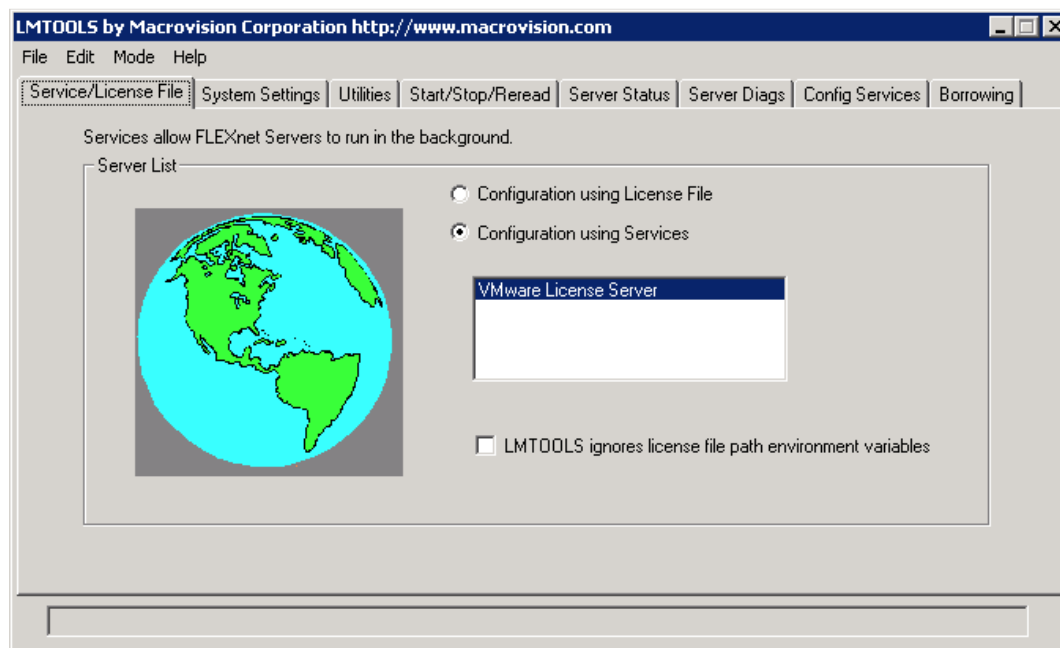 LMTOOLS by Macrovision Corporation http://www.macrovision.com
File Edit Mode Help
Service/License File System Settings Utilities Start/Stop/Reread Server Status Server Diags Config Services Borrowing
Services allow FLEXnet Servers to run in the background.
Server List
Configuration using License File
Configuration using Services
VMware License Server
LMTOOLS ignores license file path environment variables